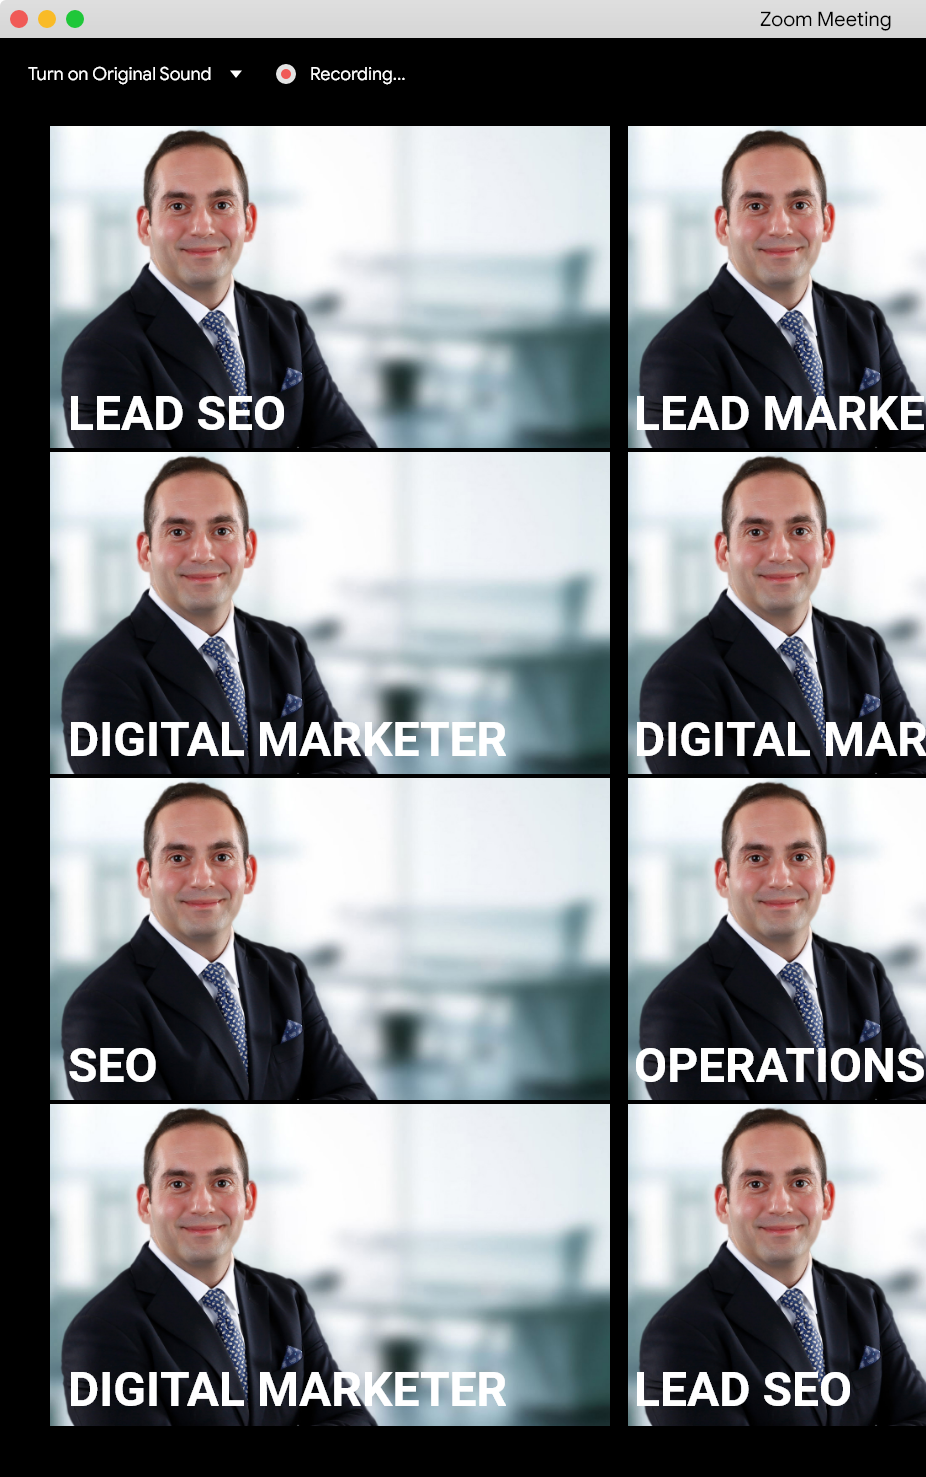 Zoom Meeting
Turn on Original Sound
Recording...
LEAD SEO
LEAD MARKE
DIGITAL MARKETER
DIGITAL MAR
SEO
OPERATIONS
DIGITAL MARKETER
LEAD SEO